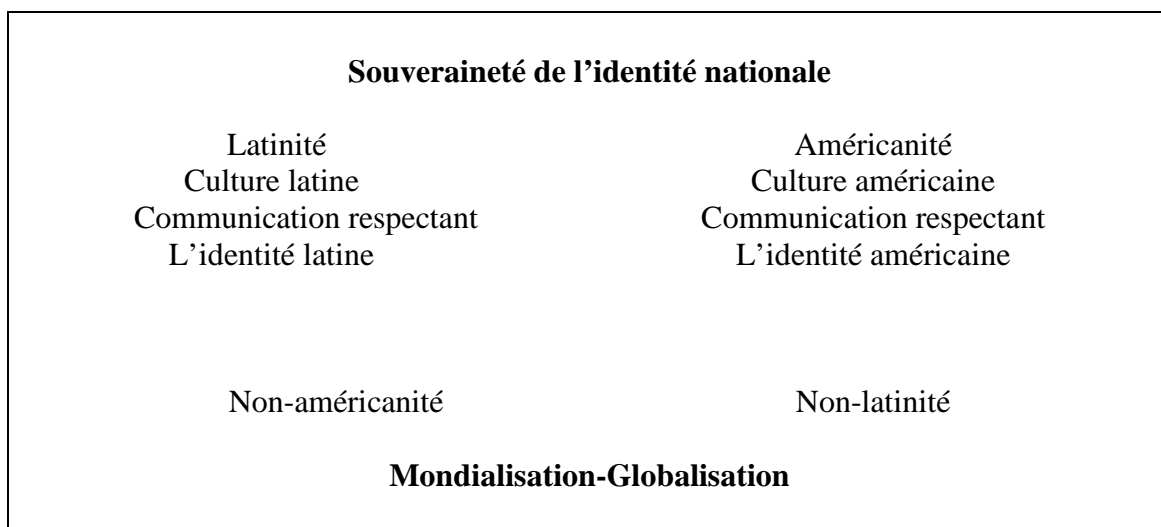 Souveraineté de l’identité nationale
Latinité
Culture latine
Communication respectant
L’identité latine
Américanité
Culture américaine
Communication respectant
L’identité américaine
Non-américanité
Non-latinité
Mondialisation-Globalisation